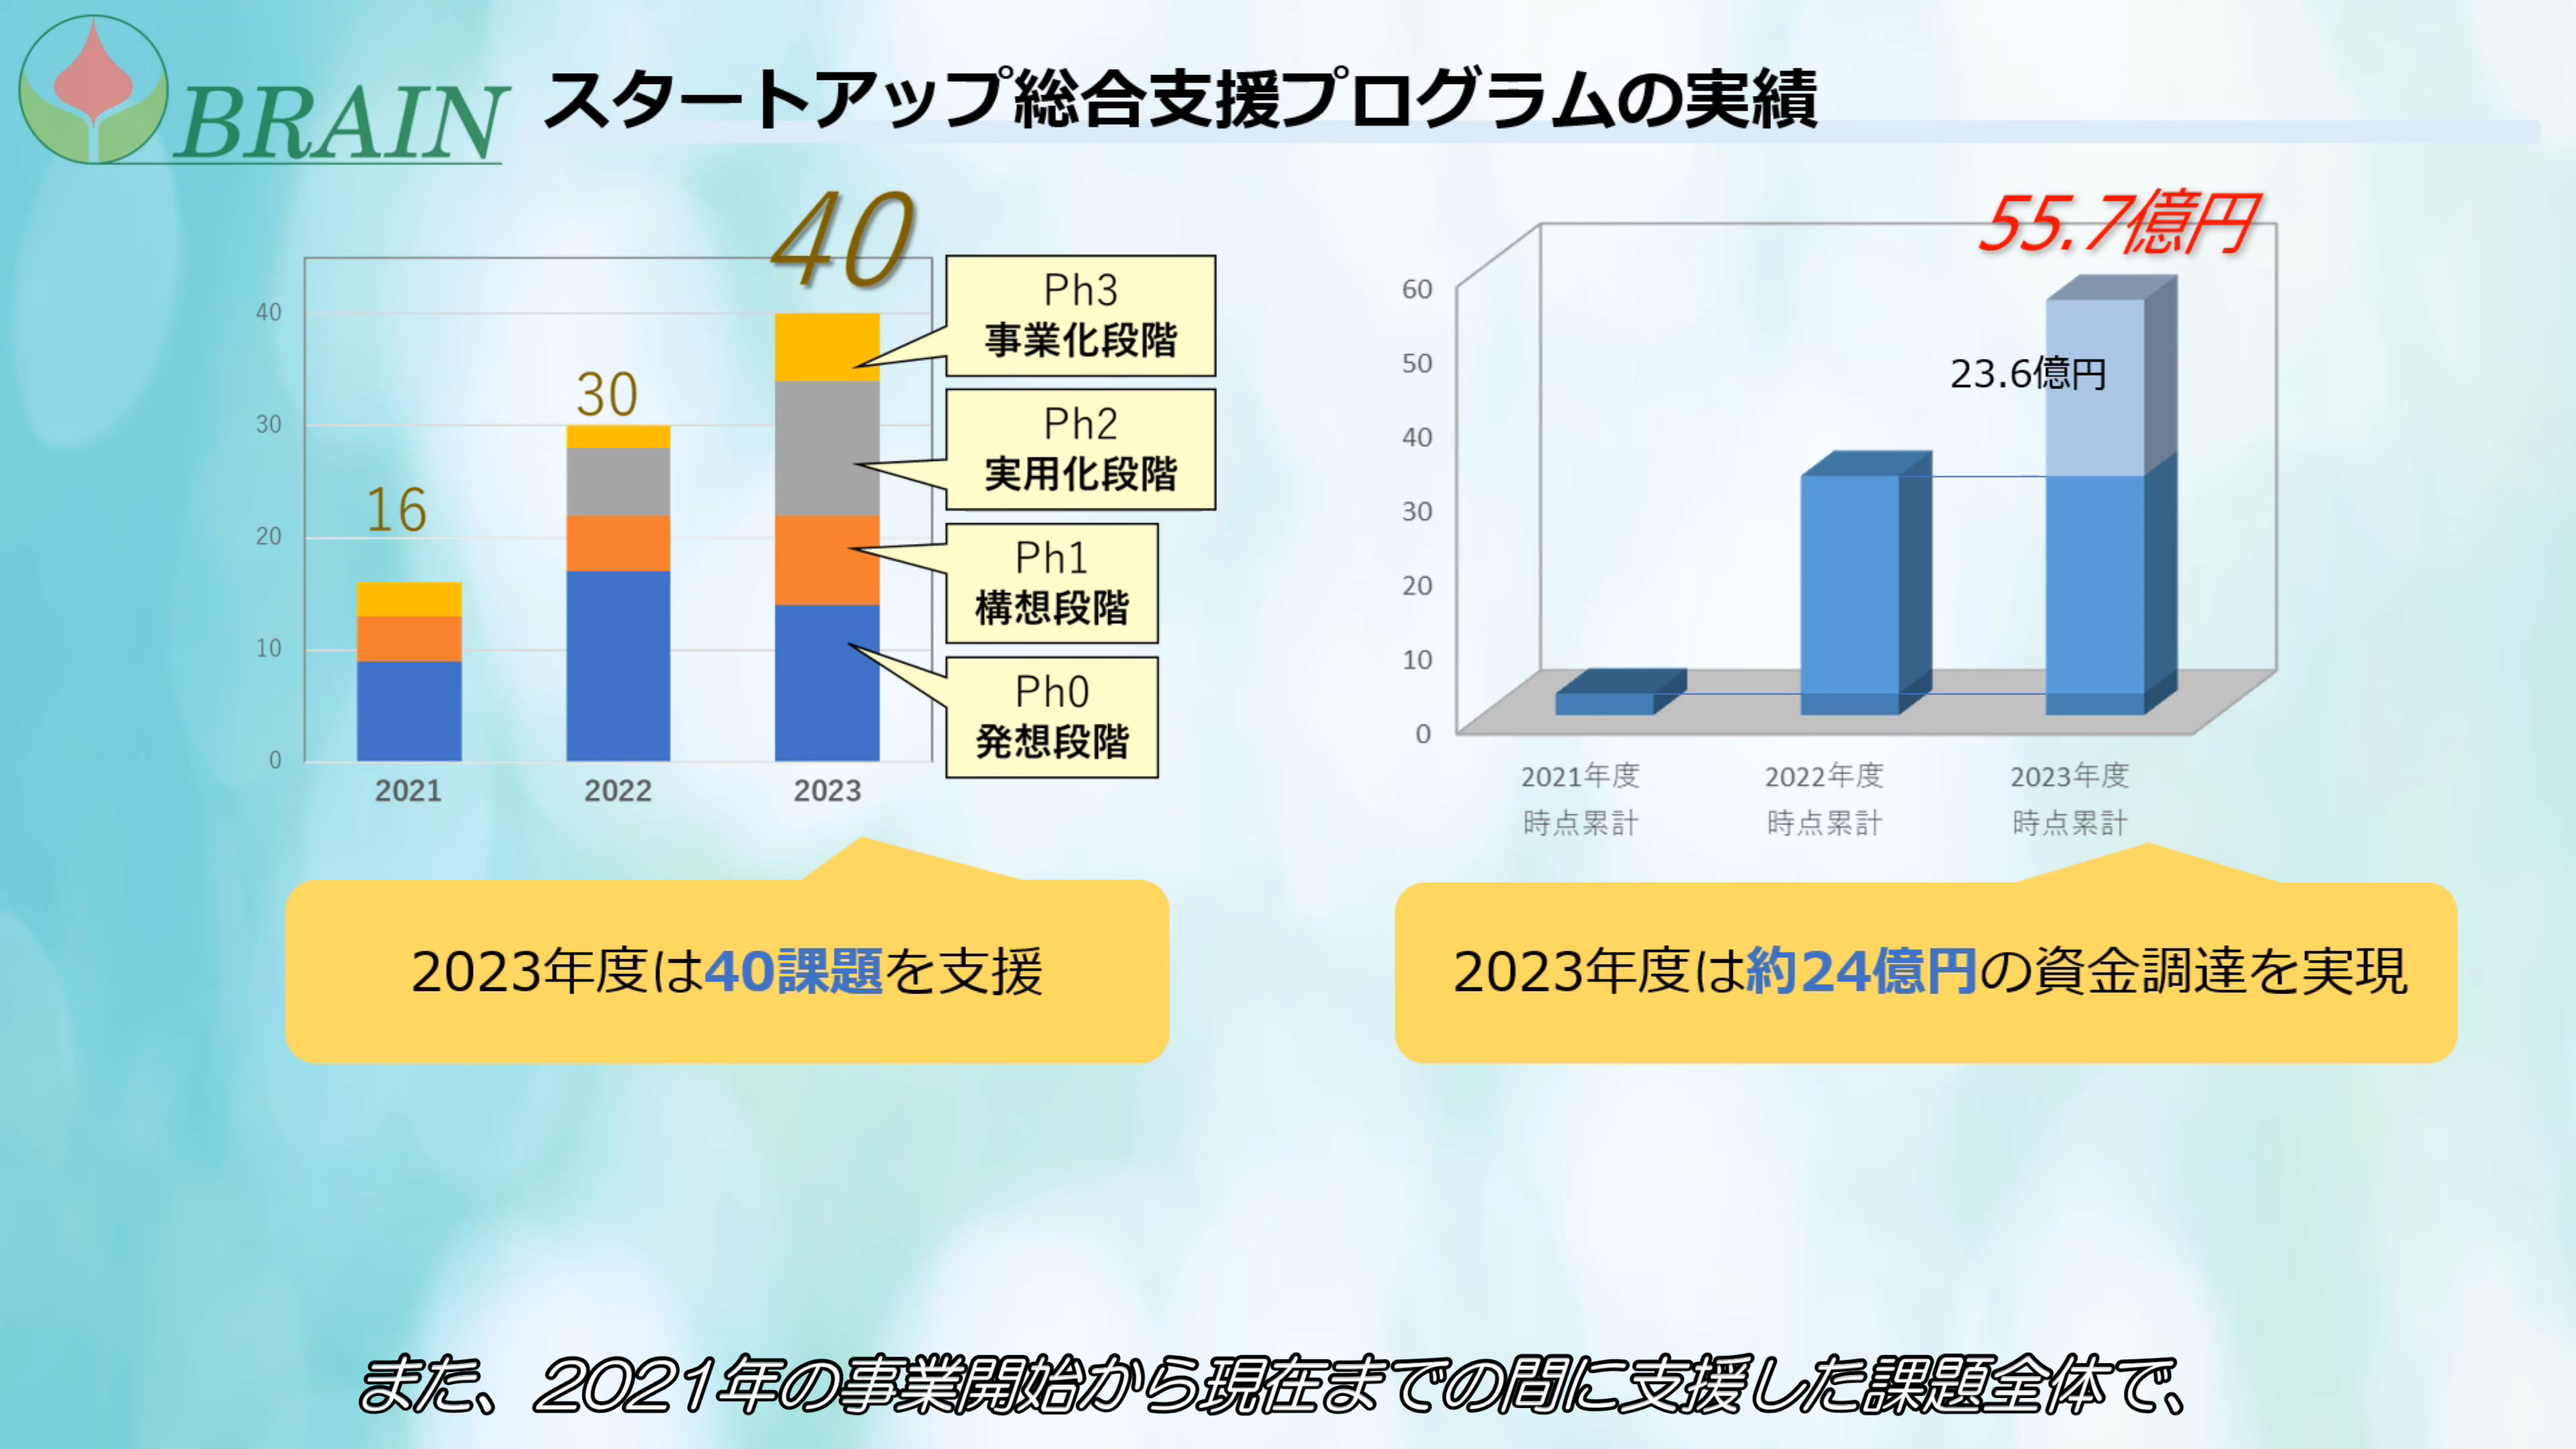 BRAIN
スタートアップ総合支援プログラムの実績
40
30
16
40
30
20
10
0
2021
2022
2023
Ph3
事業化段階
Ph2
実用化段階
Ph1
構想段階
Ph0
発想段階
2023年度は40課題を支援
55.7億円
23.6億円
60
50
40
30
20
10
0
2021年度
時点累計
2022年度
時点累計
2023年度
時点累計
2023年度は約24億円の資金調達を実現
また、2021年の事業開始から現在までの間に支援した課題全体で、